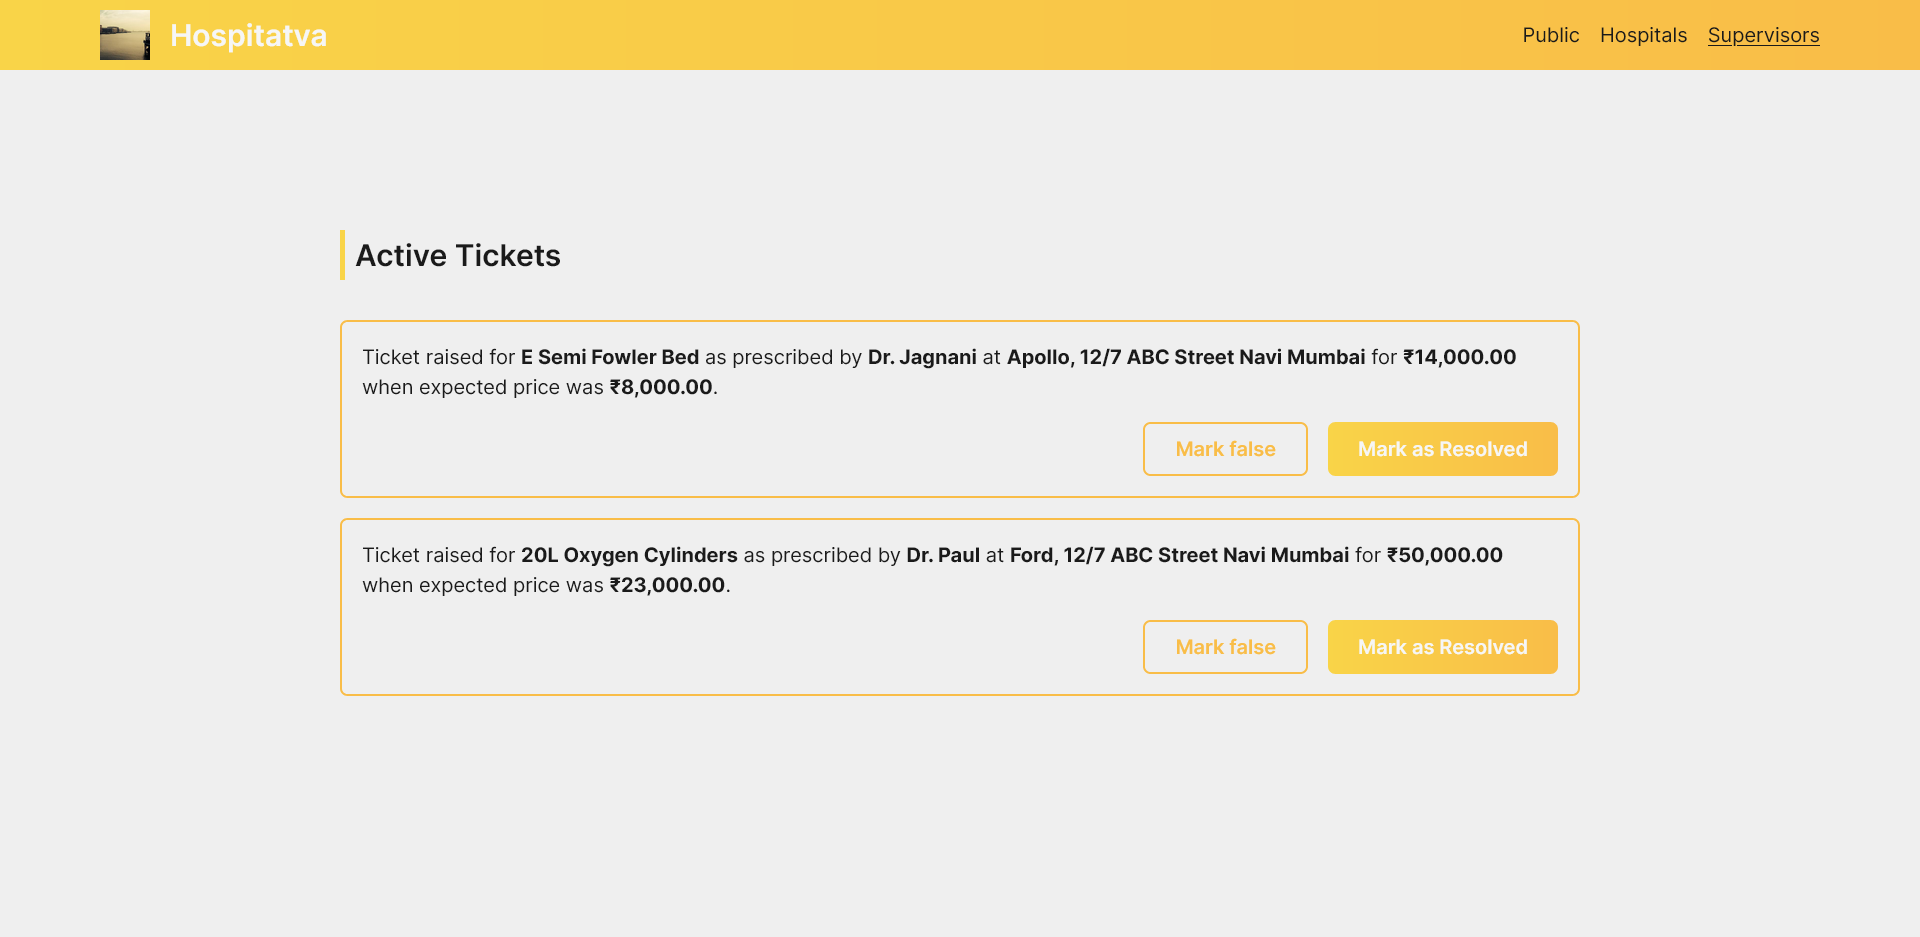 Hospitatva
Public Hospitals Supervisors
Active Tickets
Ticket raised for E Semi Fowler Bed as prescribed by Dr. Jagnani at Apollo, 12/7 ABC Street Navi Mumbai for ₹14,000.00
when expected price was ₹8,000.00.
Mark false Mark as Resolved
Ticket raised for 20L Oxygen Cylinders as prescribed by Dr. Paul at Ford, 12/7 ABC Street Navi Mumbai for ₹50,000.00
when expected price was ₹23,000.00.
Mark false Mark as Resolved